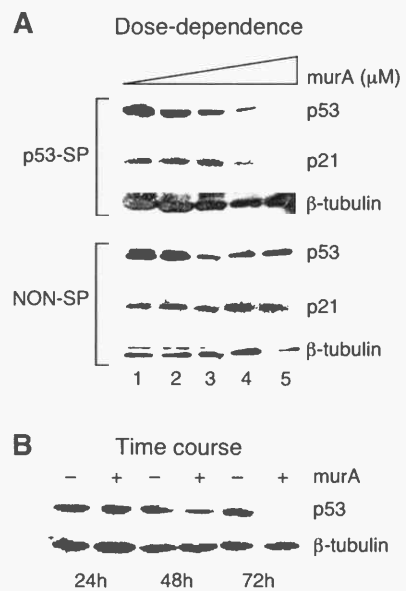 A Dose-dependence
murA (μM)
p53
p53-SP
p21
β-tubulin
p53
NON-SP
p21
β-tubulin
1 2 3 4 5
B Time course
– + – + – + murA
p53
β-tubulin
24h 48h 72h